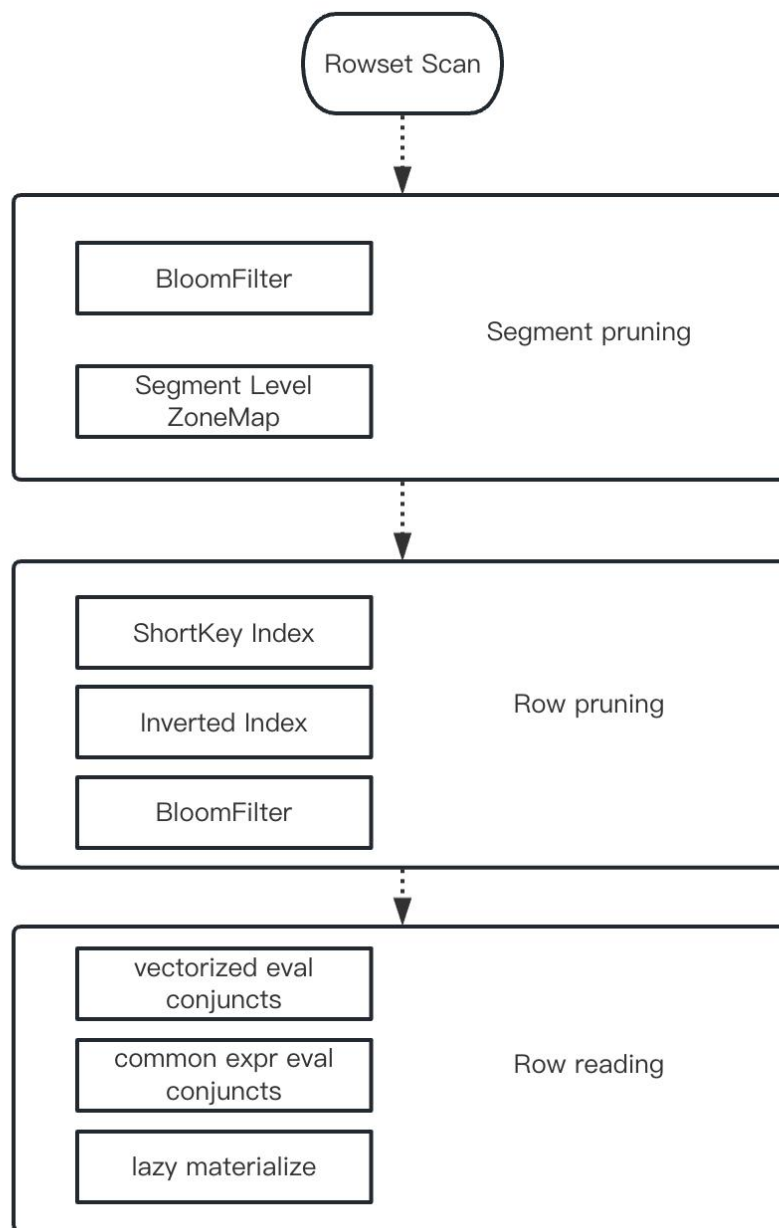 Rowset Scan
BloomFilter
Segment Level
ZoneMap
Segment pruning
ShortKey Index
Inverted Index
BloomFilter
Row pruning
vectorized eval
conjuncts
common expr eval
conjuncts
lazy materialize
Row reading